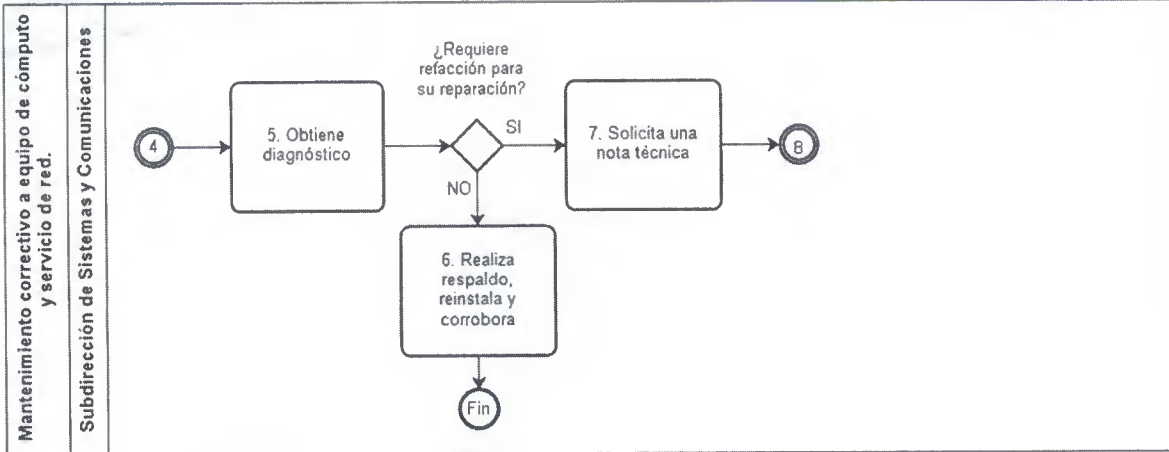 Mantenimiento correctivo a equipo de cómputo
y servicio de red.
Subdirección de Sistemas y Comunicaciones
4
5. Obtiene
diagnóstico
¿Requiere
refacción para
su reparación?
SI
NO
7. Solicita una
nota técnica
8
6. Realiza
respaldo,
reinstala y
corrobora
Fin